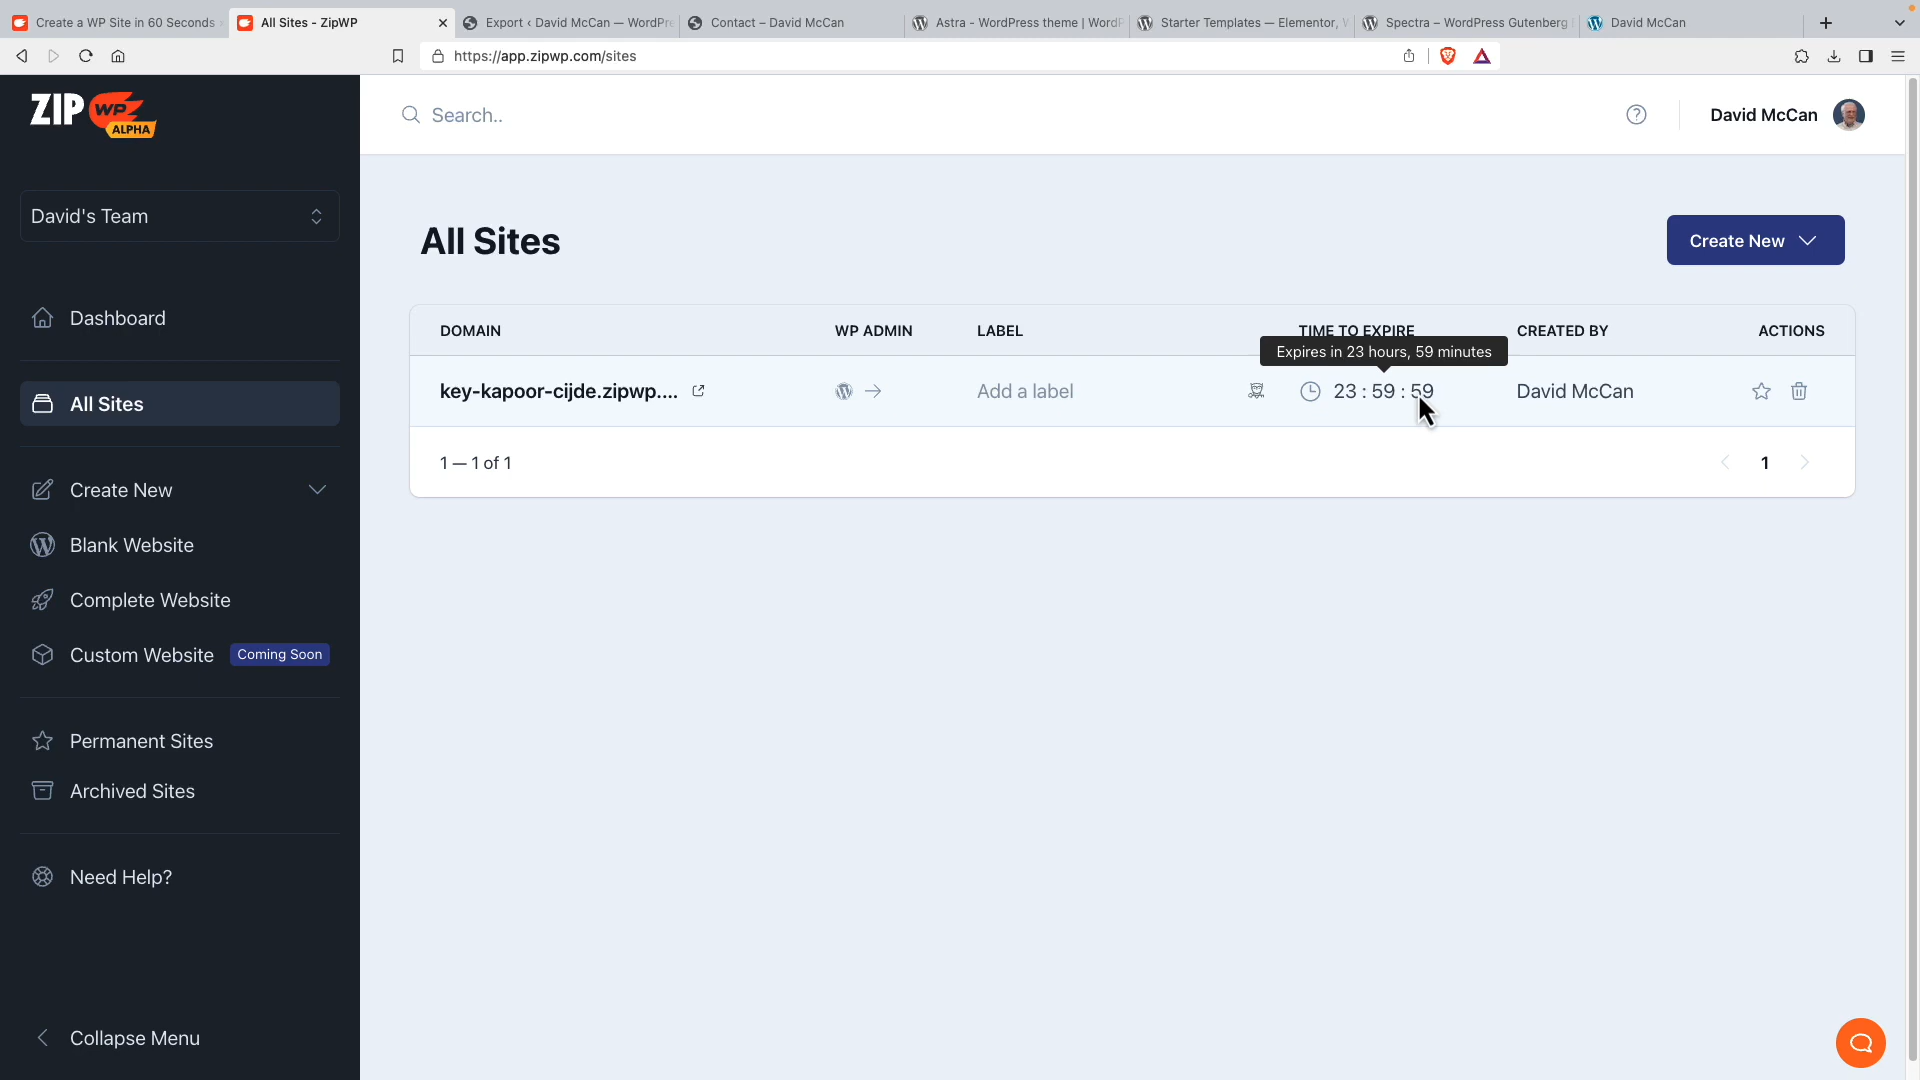 Create a WP Site in 60 Seconds
All Sites - ZipWP
Export ‹ David McCan — WordPre
Contact – David McCan
Astra - WordPress theme | WordP
Starter Templates — Elementor, W
Spectra – WordPress Gutenberg
David McCan
https://app.zipwp.com/sites
ZIP WP ALPHA
Search..
David McCan
David's Team
All Sites
Create New
Dashboard
DOMAIN WP ADMIN LABEL TIME TO EXPIRE CREATED BY ACTIONS
Expires in 23 hours, 59 minutes
key-kapoor-cijde.zipwp.... Add a label 23 : 59 : 59 David McCan
All Sites
1 — 1 of 1 1
Create New
Blank Website
Complete Website
Custom Website Coming Soon
Permanent Sites
Archived Sites
Need Help?
Collapse Menu